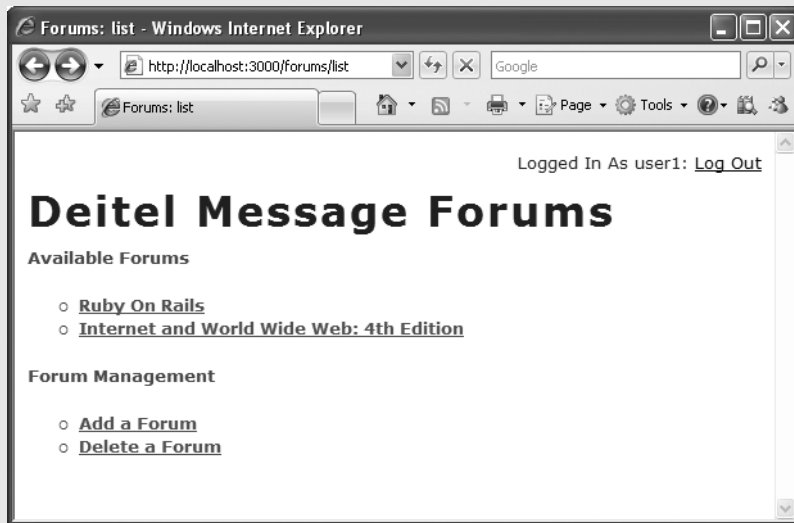 Forums: list - Windows Internet Explorer
http://localhost:3000/forums/list
Google
Forums: list
Page
Tools
Logged In As user1: Log Out
Deitel Message Forums
Available Forums
Ruby On Rails
Internet and World Wide Web: 4th Edition
Forum Management
Add a Forum
Delete a Forum